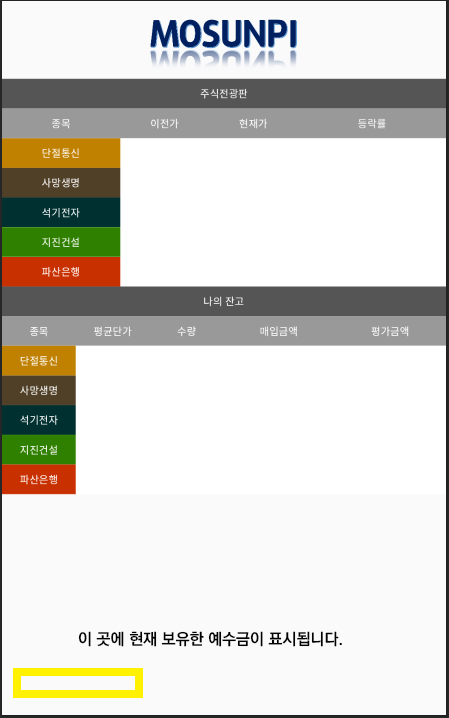 MOSUNPI
주식전광판
종목 이전가 현재가 등락률
단절통신
사망생명
석기전자
지진건설
파산은행
나의 잔고
종목 평균단가 수량 매입금액 평가금액
단절통신
사망생명
석기전자
지진건설
파산은행
이 곳에 현재 보유한 예수금이 표시됩니다.